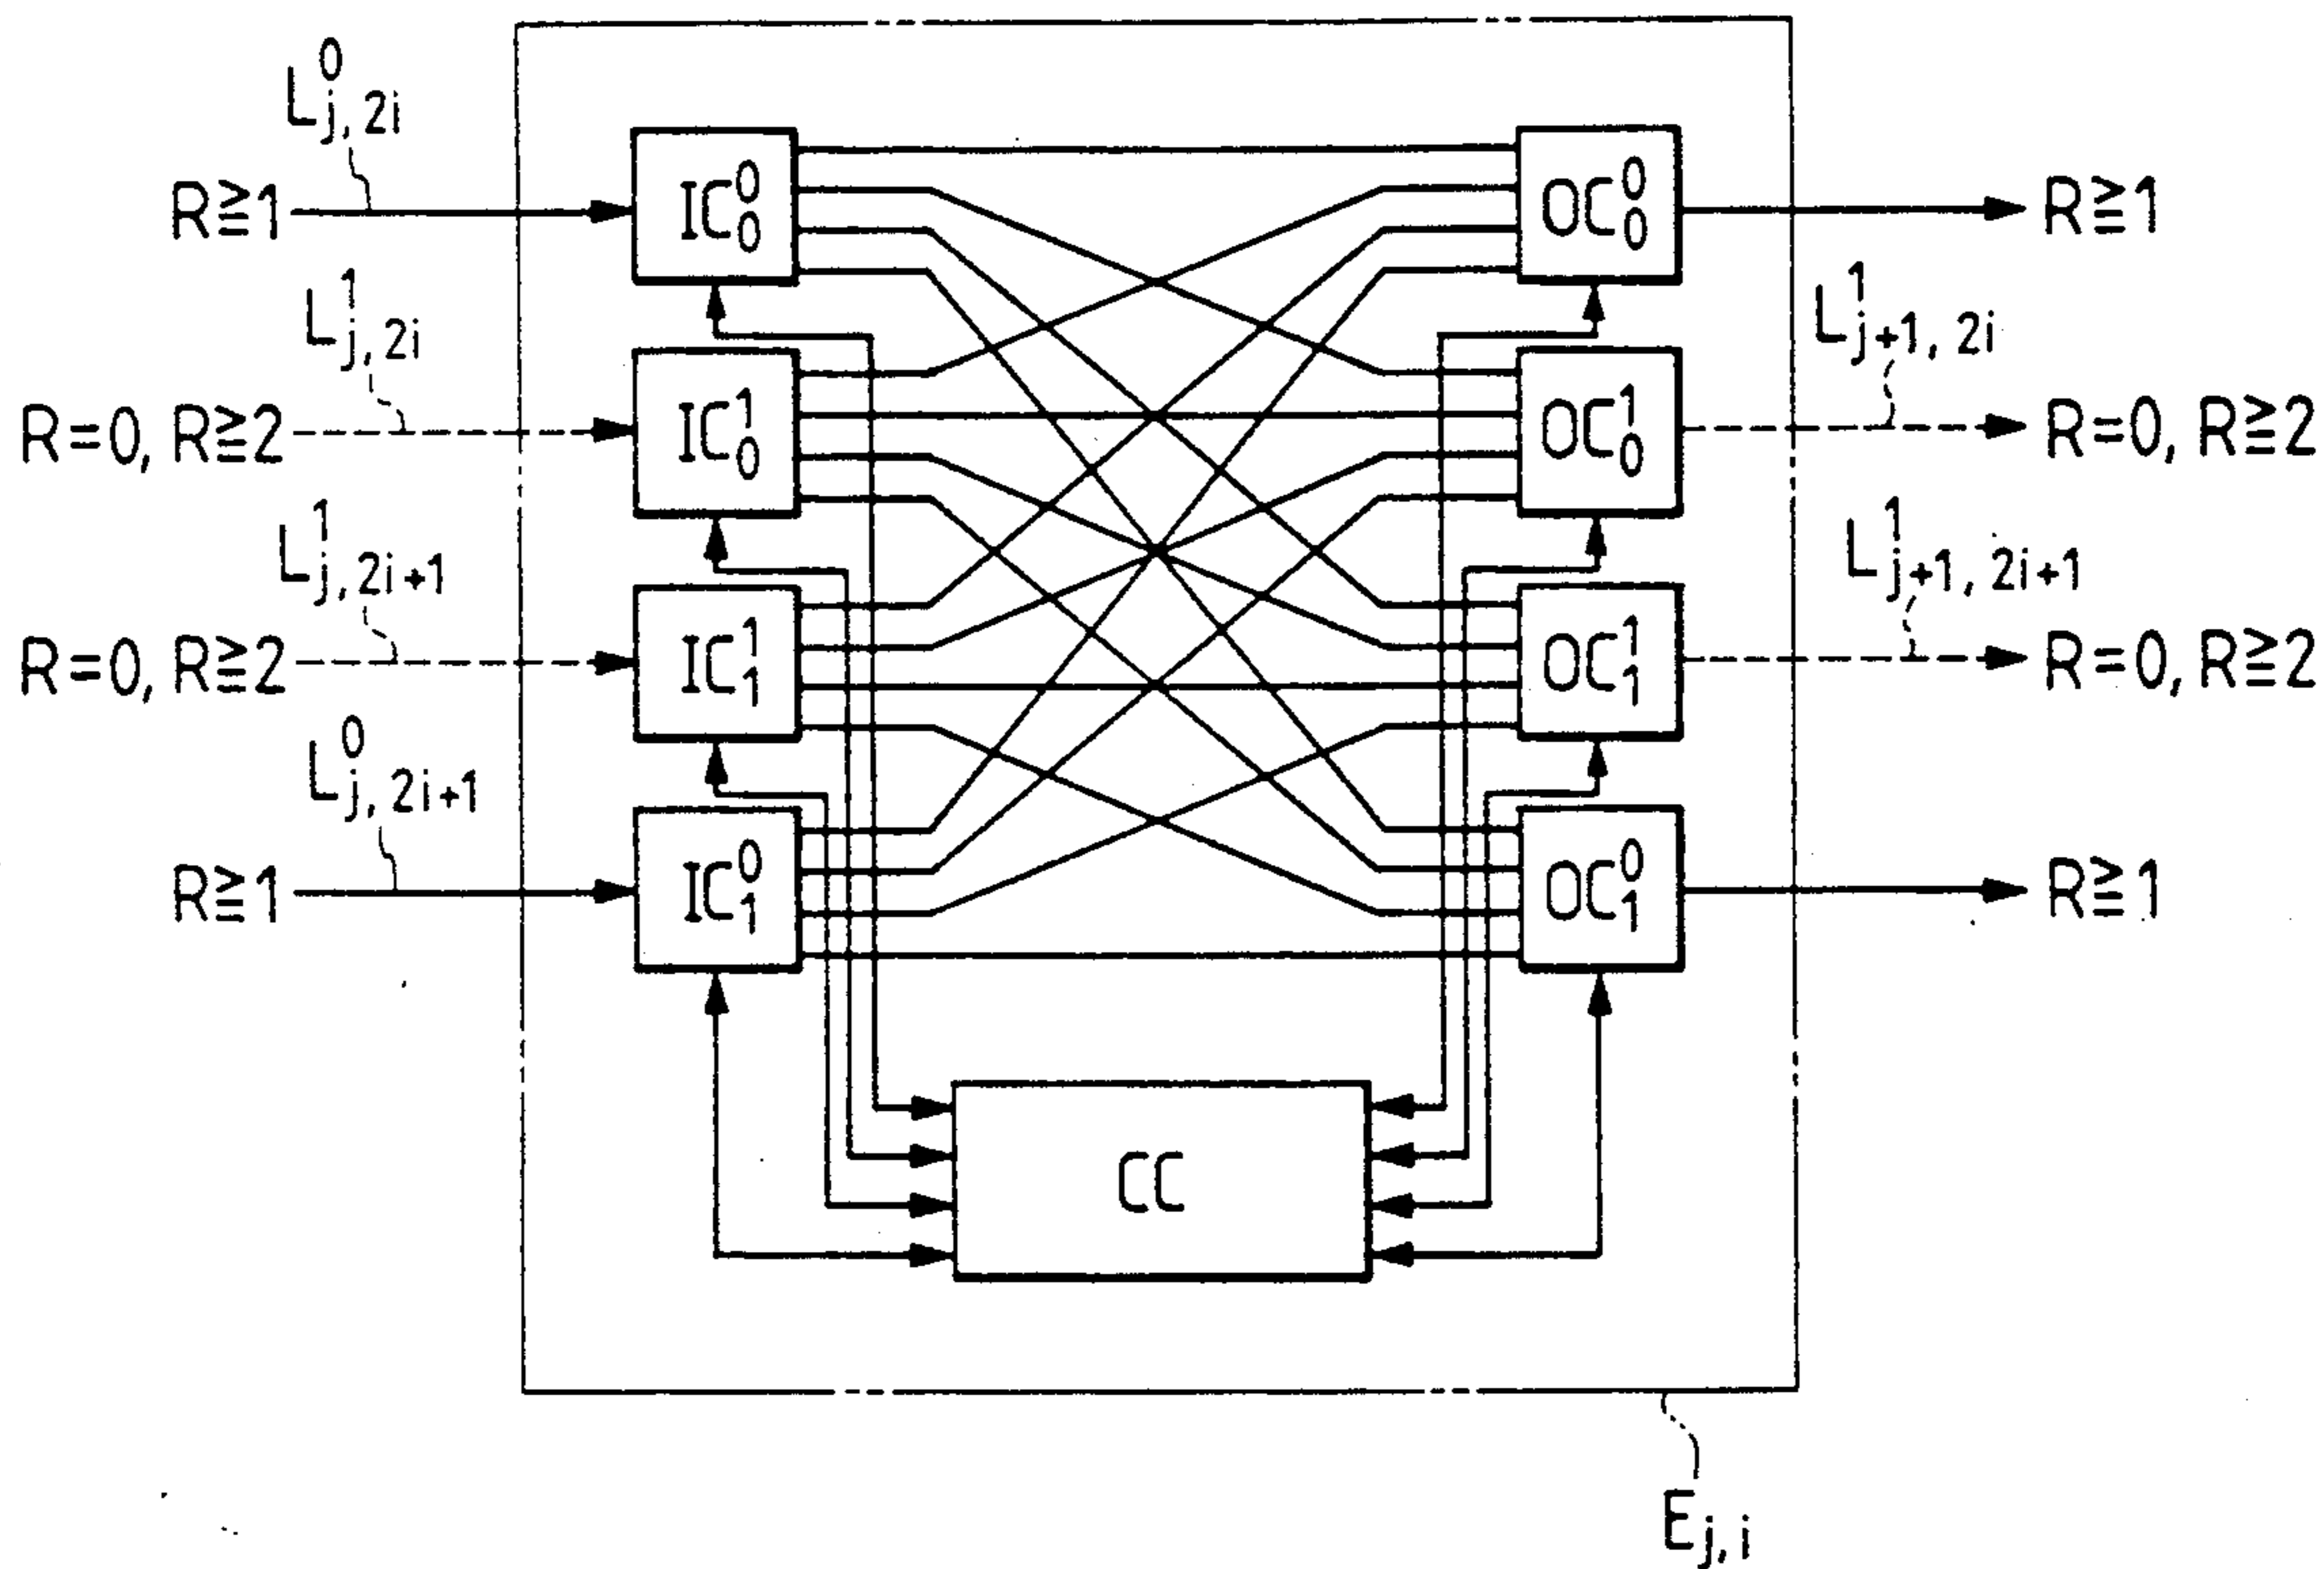 L⁰j, 2i
R≧1
IC⁰₀
OC⁰₀
R≧1
L¹j, 2i
L¹j+1, 2i
R=0, R≧2
IC¹₀
OC¹₀
R=0, R≧2
L¹j, 2i+1
L¹j+1, 2i+1
R=0, R≧2
IC¹₁
OC¹₁
R=0, R≧2
L⁰j, 2i+1
R≧1
IC⁰₁
OC⁰₁
R≧1
CC
Ej, i